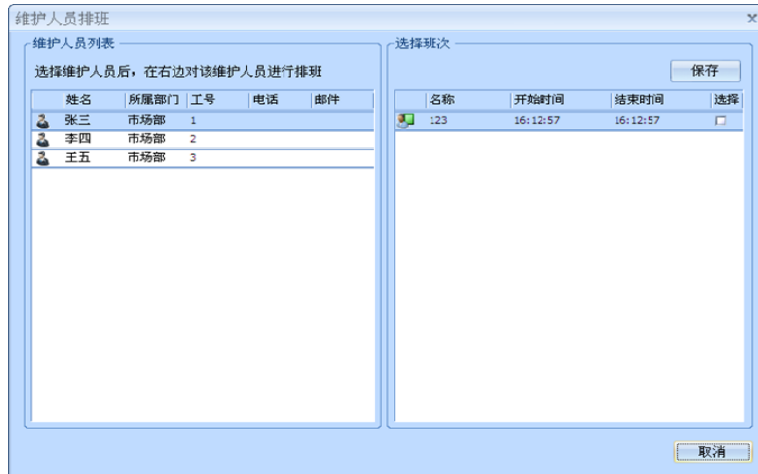 维护人员排班
维护人员列表
选择维护人员后，在右边对该维护人员进行排班
姓名 所属部门 工号 电话 邮件
张三 市场部 1
李四 市场部 2
王五 市场部 3
选择班次
保存
名称 开始时间 结束时间 选择
123 16:12:57 16:12:57
取消